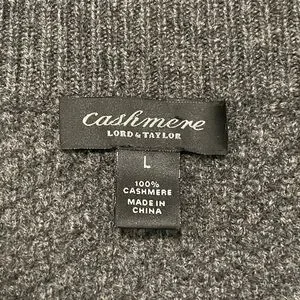 Cashmere
LORD & TAYLOR
L
100%
CASHMERE
MADE IN
CHINA